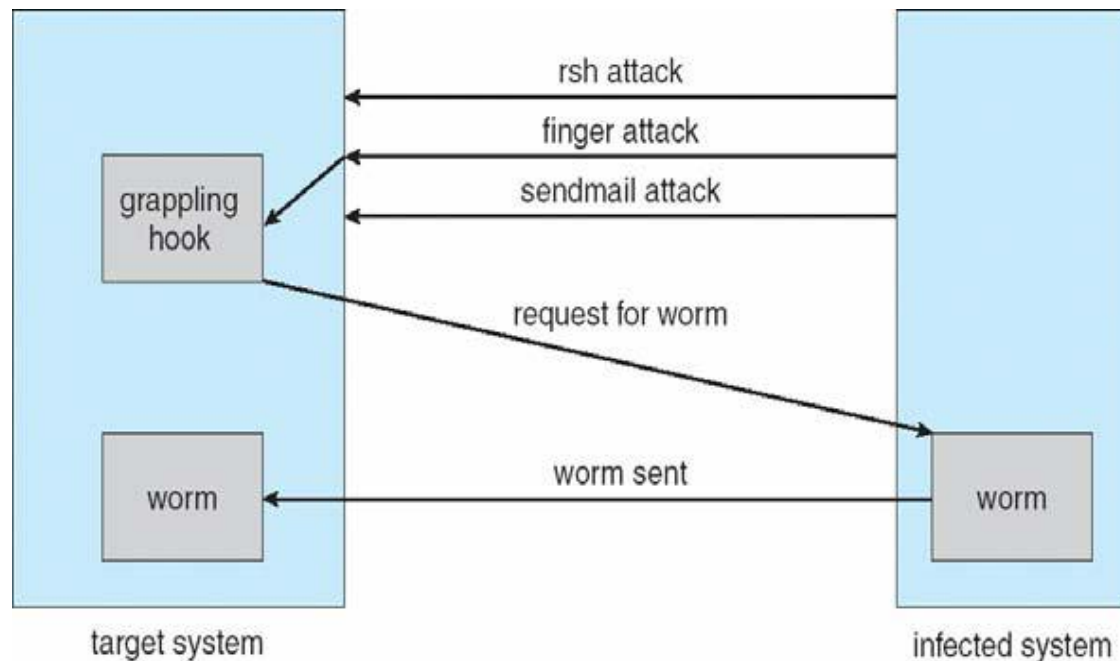 rsh attack
finger attack
sendmail attack
grappling
hook
request for worm
worm sent
worm
worm
target system
infected system